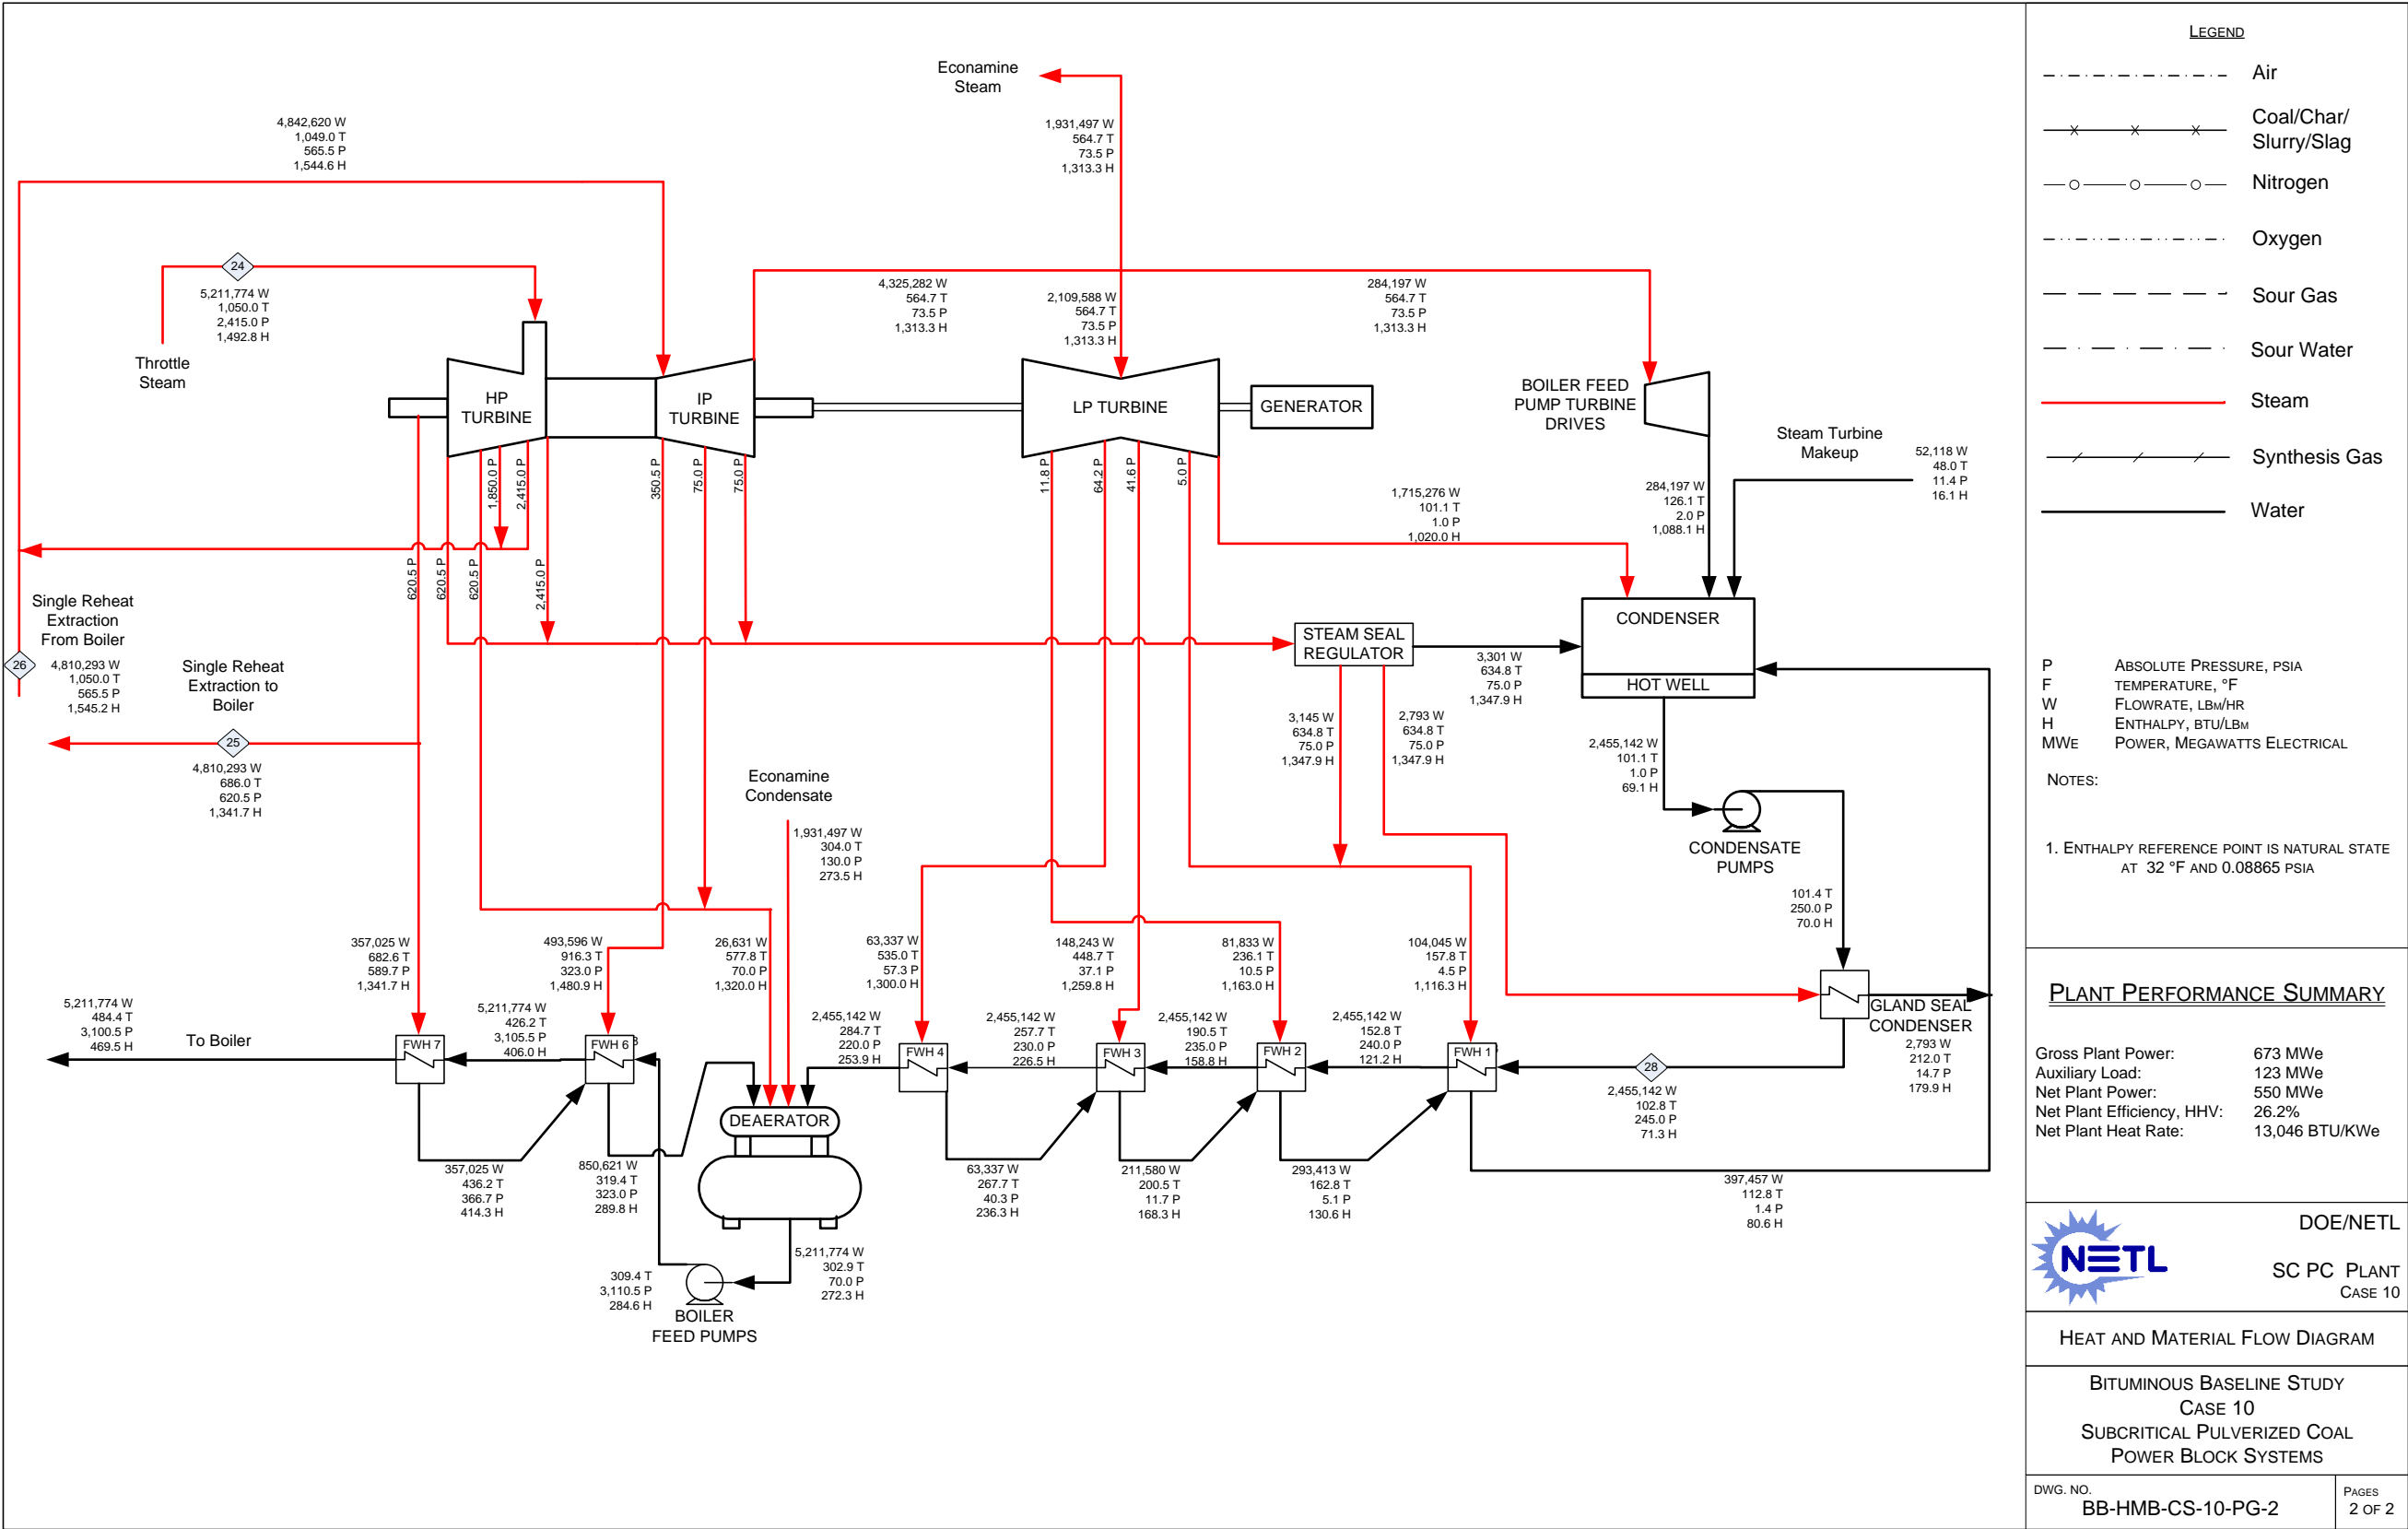 Econamine
Steam
4,842,620 W
1,049.0 T
565.5 P
1,544.6 H
1,931,497 W
564.7 T
73.5 P
1,313.3 H
24
5,211,774 W
1,050.0 T
2,415.0 P
1,492.8 H
Throttle
Steam
4,325,282 W
564.7 T
73.5 P
1,313.3 H
2,109,588 W
564.7 T
73.5 P
1,313.3 H
284,197 W
564.7 T
73.5 P
1,313.3 H
HP
TURBINE
IP
TURBINE
LP TURBINE
GENERATOR
BOILER FEED
PUMP TURBINE
DRIVES
Steam Turbine
Makeup
52,118 W
48.0 T
11.4 P
16.1 H
1,850.0 P
2,415.0 P
350.5 P
75.0 P
75.0 P
11.8 P
64.2 P
41.6 P
5.0 P
1,715,276 W
101.1 T
1.0 P
1,020.0 H
284,197 W
126.1 T
2.0 P
1,088.1 H
620.5 P
620.5 P
620.5 P
2,415.0 P
Single Reheat
Extraction
From Boiler
26
4,810,293 W
1,050.0 T
565.5 P
1,545.2 H
Single Reheat
Extraction to
Boiler
25
4,810,293 W
686.0 T
620.5 P
1,341.7 H
STEAM SEAL
REGULATOR
3,301 W
634.8 T
75.0 P
1,347.9 H
CONDENSER
HOT WELL
3,145 W
634.8 T
75.0 P
1,347.9 H
2,793 W
634.8 T
75.0 P
1,347.9 H
2,455,142 W
101.1 T
1.0 P
69.1 H
CONDENSATE
PUMPS
Econamine
Condensate
1,931,497 W
304.0 T
130.0 P
273.5 H
101.4 T
250.0 P
70.0 H
357,025 W
682.6 T
589.7 P
1,341.7 H
493,596 W
916.3 T
323.0 P
1,480.9 H
26,631 W
577.8 T
70.0 P
1,320.0 H
63,337 W
535.0 T
57.3 P
1,300.0 H
148,243 W
448.7 T
37.1 P
1,259.8 H
81,833 W
236.1 T
10.5 P
1,163.0 H
104,045 W
157.8 T
4.5 P
1,116.3 H
5,211,774 W
484.4 T
3,100.5 P
469.5 H
To Boiler
FWH 7
5,211,774 W
426.2 T
3,105.5 P
406.0 H
FWH 6
DEAERATOR
2,455,142 W
284.7 T
220.0 P
253.9 H
FWH 4
2,455,142 W
257.7 T
230.0 P
226.5 H
FWH 3
2,455,142 W
190.5 T
235.0 P
158.8 H
FWH 2
2,455,142 W
152.8 T
240.0 P
121.2 H
FWH 1
28
2,455,142 W
102.8 T
245.0 P
71.3 H
GLAND SEAL
CONDENSER
2,793 W
212.0 T
14.7 P
179.9 H
357,025 W
436.2 T
366.7 P
414.3 H
850,621 W
319.4 T
323.0 P
289.8 H
63,337 W
267.7 T
40.3 P
236.3 H
211,580 W
200.5 T
11.7 P
168.3 H
293,413 W
162.8 T
5.1 P
130.6 H
397,457 W
112.8 T
1.4 P
80.6 H
309.4 T
3,110.5 P
284.6 H
BOILER
FEED PUMPS
5,211,774 W
302.9 T
70.0 P
272.3 H
LEGEND
Air
Coal/Char/
Slurry/Slag
Nitrogen
Oxygen
Sour Gas
Sour Water
Steam
Synthesis Gas
Water
P ABSOLUTE PRESSURE, PSIA
F TEMPERATURE, °F
W FLOWRATE, LBM/HR
H ENTHALPY, BTU/LBM
MWE POWER, MEGAWATTS ELECTRICAL
NOTES:
1. ENTHALPY REFERENCE POINT IS NATURAL STATE
AT 32 °F AND 0.08865 PSIA
PLANT PERFORMANCE SUMMARY
Gross Plant Power: 673 MWe
Auxiliary Load: 123 MWe
Net Plant Power: 550 MWe
Net Plant Efficiency, HHV: 26.2%
Net Plant Heat Rate: 13,046 BTU/KWe
NETL
DOE/NETL
SC PC PLANT
CASE 10
HEAT AND MATERIAL FLOW DIAGRAM
BITUMINOUS BASELINE STUDY
CASE 10
SUBCRITICAL PULVERIZED COAL
POWER BLOCK SYSTEMS
DWG. NO.
BB-HMB-CS-10-PG-2
PAGES
2 OF 2